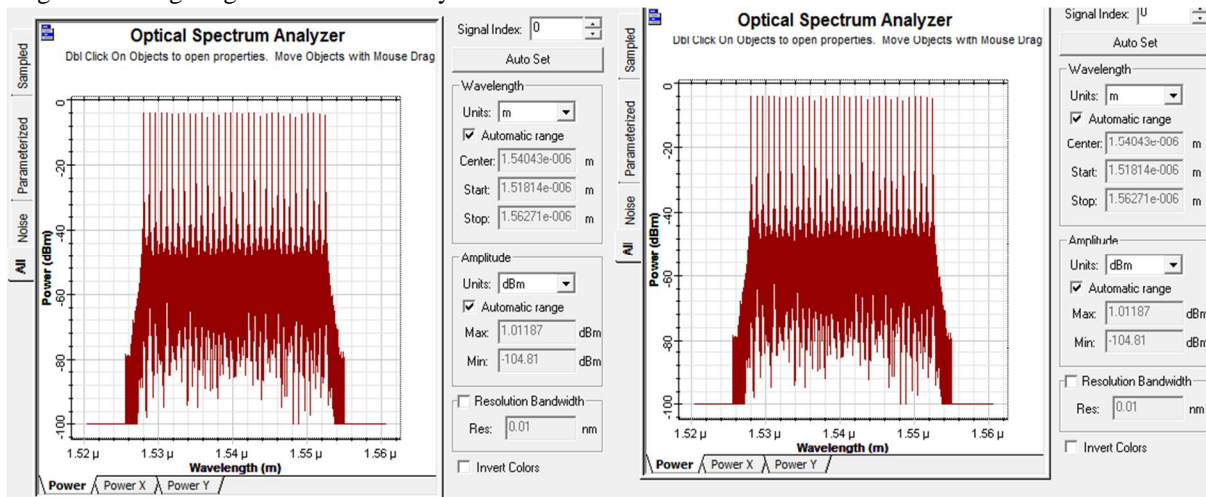 Optical Spectrum Analyzer
Dbl Click On Objects to open properties. Move Objects with Mouse Drag
Sampled
Parameterized
Noise
All
Power (dBm)
0
-20
-40
-60
-80
-100
1.52 µ
1.53 µ
1.54 µ
1.55 µ
1.56 µ
Wavelength (m)
Power
Power X
Power Y
Signal Index: 0
Auto Set
Wavelength
Units: m
Automatic range
Center: 1.54043e-006 m
Start: 1.51814e-006 m
Stop: 1.56271e-006 m
Amplitude
Units: dBm
Automatic range
Max: 1.01187 dBm
Min: -104.81 dBm
Resolution Bandwidth
Res: 0.01 nm
Invert Colors
Optical Spectrum Analyzer
Dbl Click On Objects to open properties. Move Objects with Mouse Drag
Sampled
Parameterized
Noise
All
Power (dBm)
0
-20
-40
-60
-80
-100
1.52 µ
1.53 µ
1.54 µ
1.55 µ
1.56 µ
Wavelength (m)
Power
Power X
Power Y
Signal Index: 0
Auto Set
Wavelength
Units: m
Automatic range
Center: 1.54043e-006 m
Start: 1.51814e-006 m
Stop: 1.56271e-006 m
Amplitude
Units: dBm
Automatic range
Max: 1.01187 dBm
Min: -104.81 dBm
Resolution Bandwidth
Res: 0.01 nm
Invert Colors